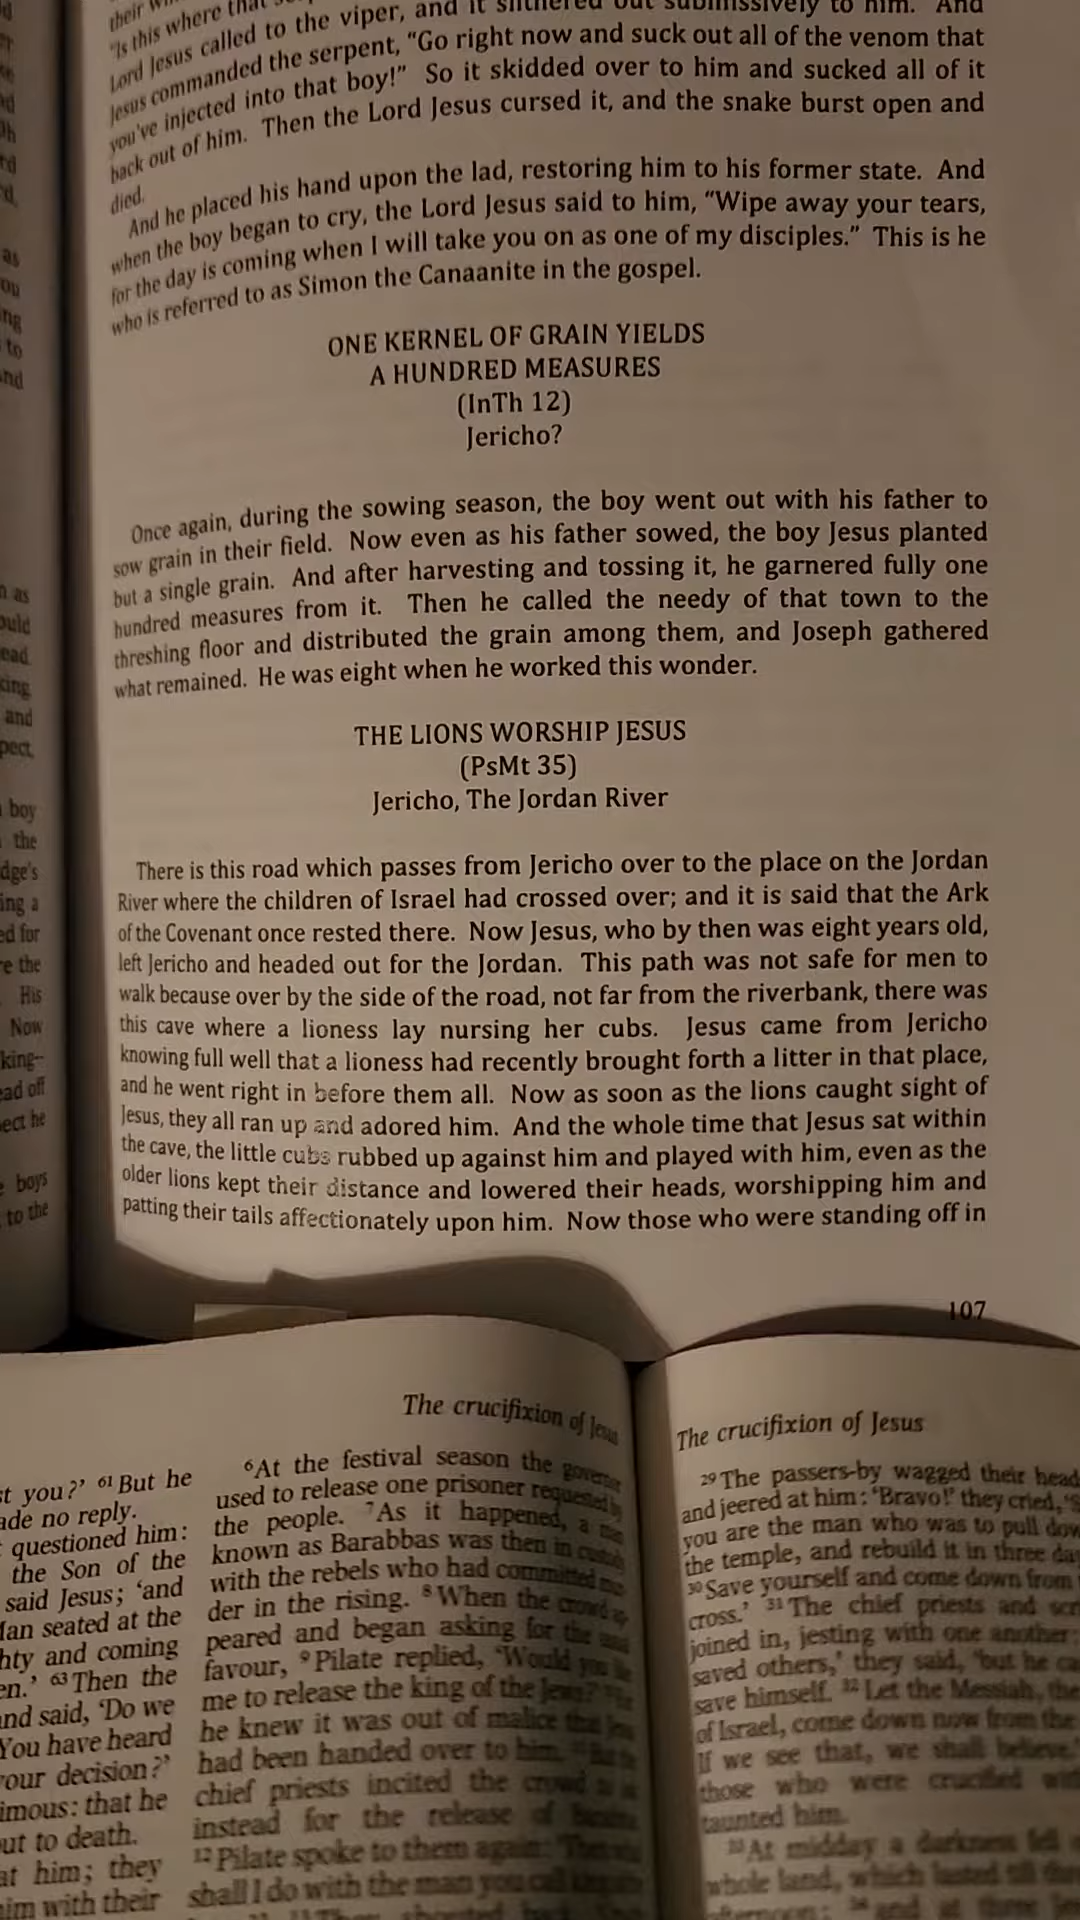 "Is this where that
Lord Jesus called to the viper, and it slithered out submissively to him. And
Jesus commanded the serpent, “Go right now and suck out all of the venom that
you've injected into that boy!” So it skidded over to him and sucked all of it
back out of him. Then the Lord Jesus cursed it, and the snake burst open and
died.
And he placed his hand upon the lad, restoring him to his former state. And
when the boy began to cry, the Lord Jesus said to him, “Wipe away your tears,
for the day is coming when I will take you on as one of my disciples.” This is he
who is referred to as Simon the Canaanite in the gospel.
ONE KERNEL OF GRAIN YIELDS
A HUNDRED MEASURES
(InTh 12)
Jericho?
Once again, during the sowing season, the boy went out with his father to
sow grain in their field. Now even as his father sowed, the boy Jesus planted
but a single grain. And after harvesting and tossing it, he garnered fully one
hundred measures from it. Then he called the needy of that town to the
threshing floor and distributed the grain among them, and Joseph gathered
what remained. He was eight when he worked this wonder.
THE LIONS WORSHIP JESUS
(PsMt 35)
Jericho, The Jordan River
There is this road which passes from Jericho over to the place on the Jordan
River where the children of Israel had crossed over; and it is said that the Ark
of the Covenant once rested there. Now Jesus, who by then was eight years old,
left Jericho and headed out for the Jordan. This path was not safe for men to
walk because over by the side of the road, not far from the riverbank, there was
this cave where a lioness lay nursing her cubs. Jesus came from Jericho
knowing full well that a lioness had recently brought forth a litter in that place,
and he went right in before them all. Now as soon as the lions caught sight of
Jesus, they all ran up and adored him. And the whole time that Jesus sat within
the cave, the little cubs rubbed up against him and played with him, even as the
older lions kept their distance and lowered their heads, worshipping him and
patting their tails affectionately upon him. Now those who were standing off in
107
st you?’ 61 But he
ade no reply.
questioned him:
the Son of the
said Jesus; ‘and
Man seated at the
hty and coming
en.’ 63 Then the
and said, ‘Do we
You have heard
your decision?’
imous: that he
out to death.
at him; they
him with their
The crucifixion of Jesus
6 At the festival season the governor
used to release one prisoner requested by
the people. 7 As it happened, a man
known as Barabbas was then in custody
with the rebels who had committed mur-
der in the rising. 8 When the crowd ap-
peared and began asking for the usual
favour, 9 Pilate replied, ‘Would you like
me to release the king of the Jews?’
he knew it was out of malice that
had been handed over to him.
chief priests incited the crowd
instead for the release of
12 Pilate spoke to them again:
shall I do with the man you call
The crucifixion of Jesus
29 The passers-by wagged their head
and jeered at him: ‘Bravo!’ they cried,
you are the man who was to pull dow
the temple, and rebuild it in three da
30 Save yourself and come down from
cross.’ 31 The chief priests and scr
joined in, jesting with one another:
saved others,’ they said, ‘but he ca
save himself. 32 Let the Messiah, the
of Israel, come down now from the
If we see that, we shall believe.’
those who were crucified wit
taunted him.
33 At midday a darkness fell
whole land, which lasted till